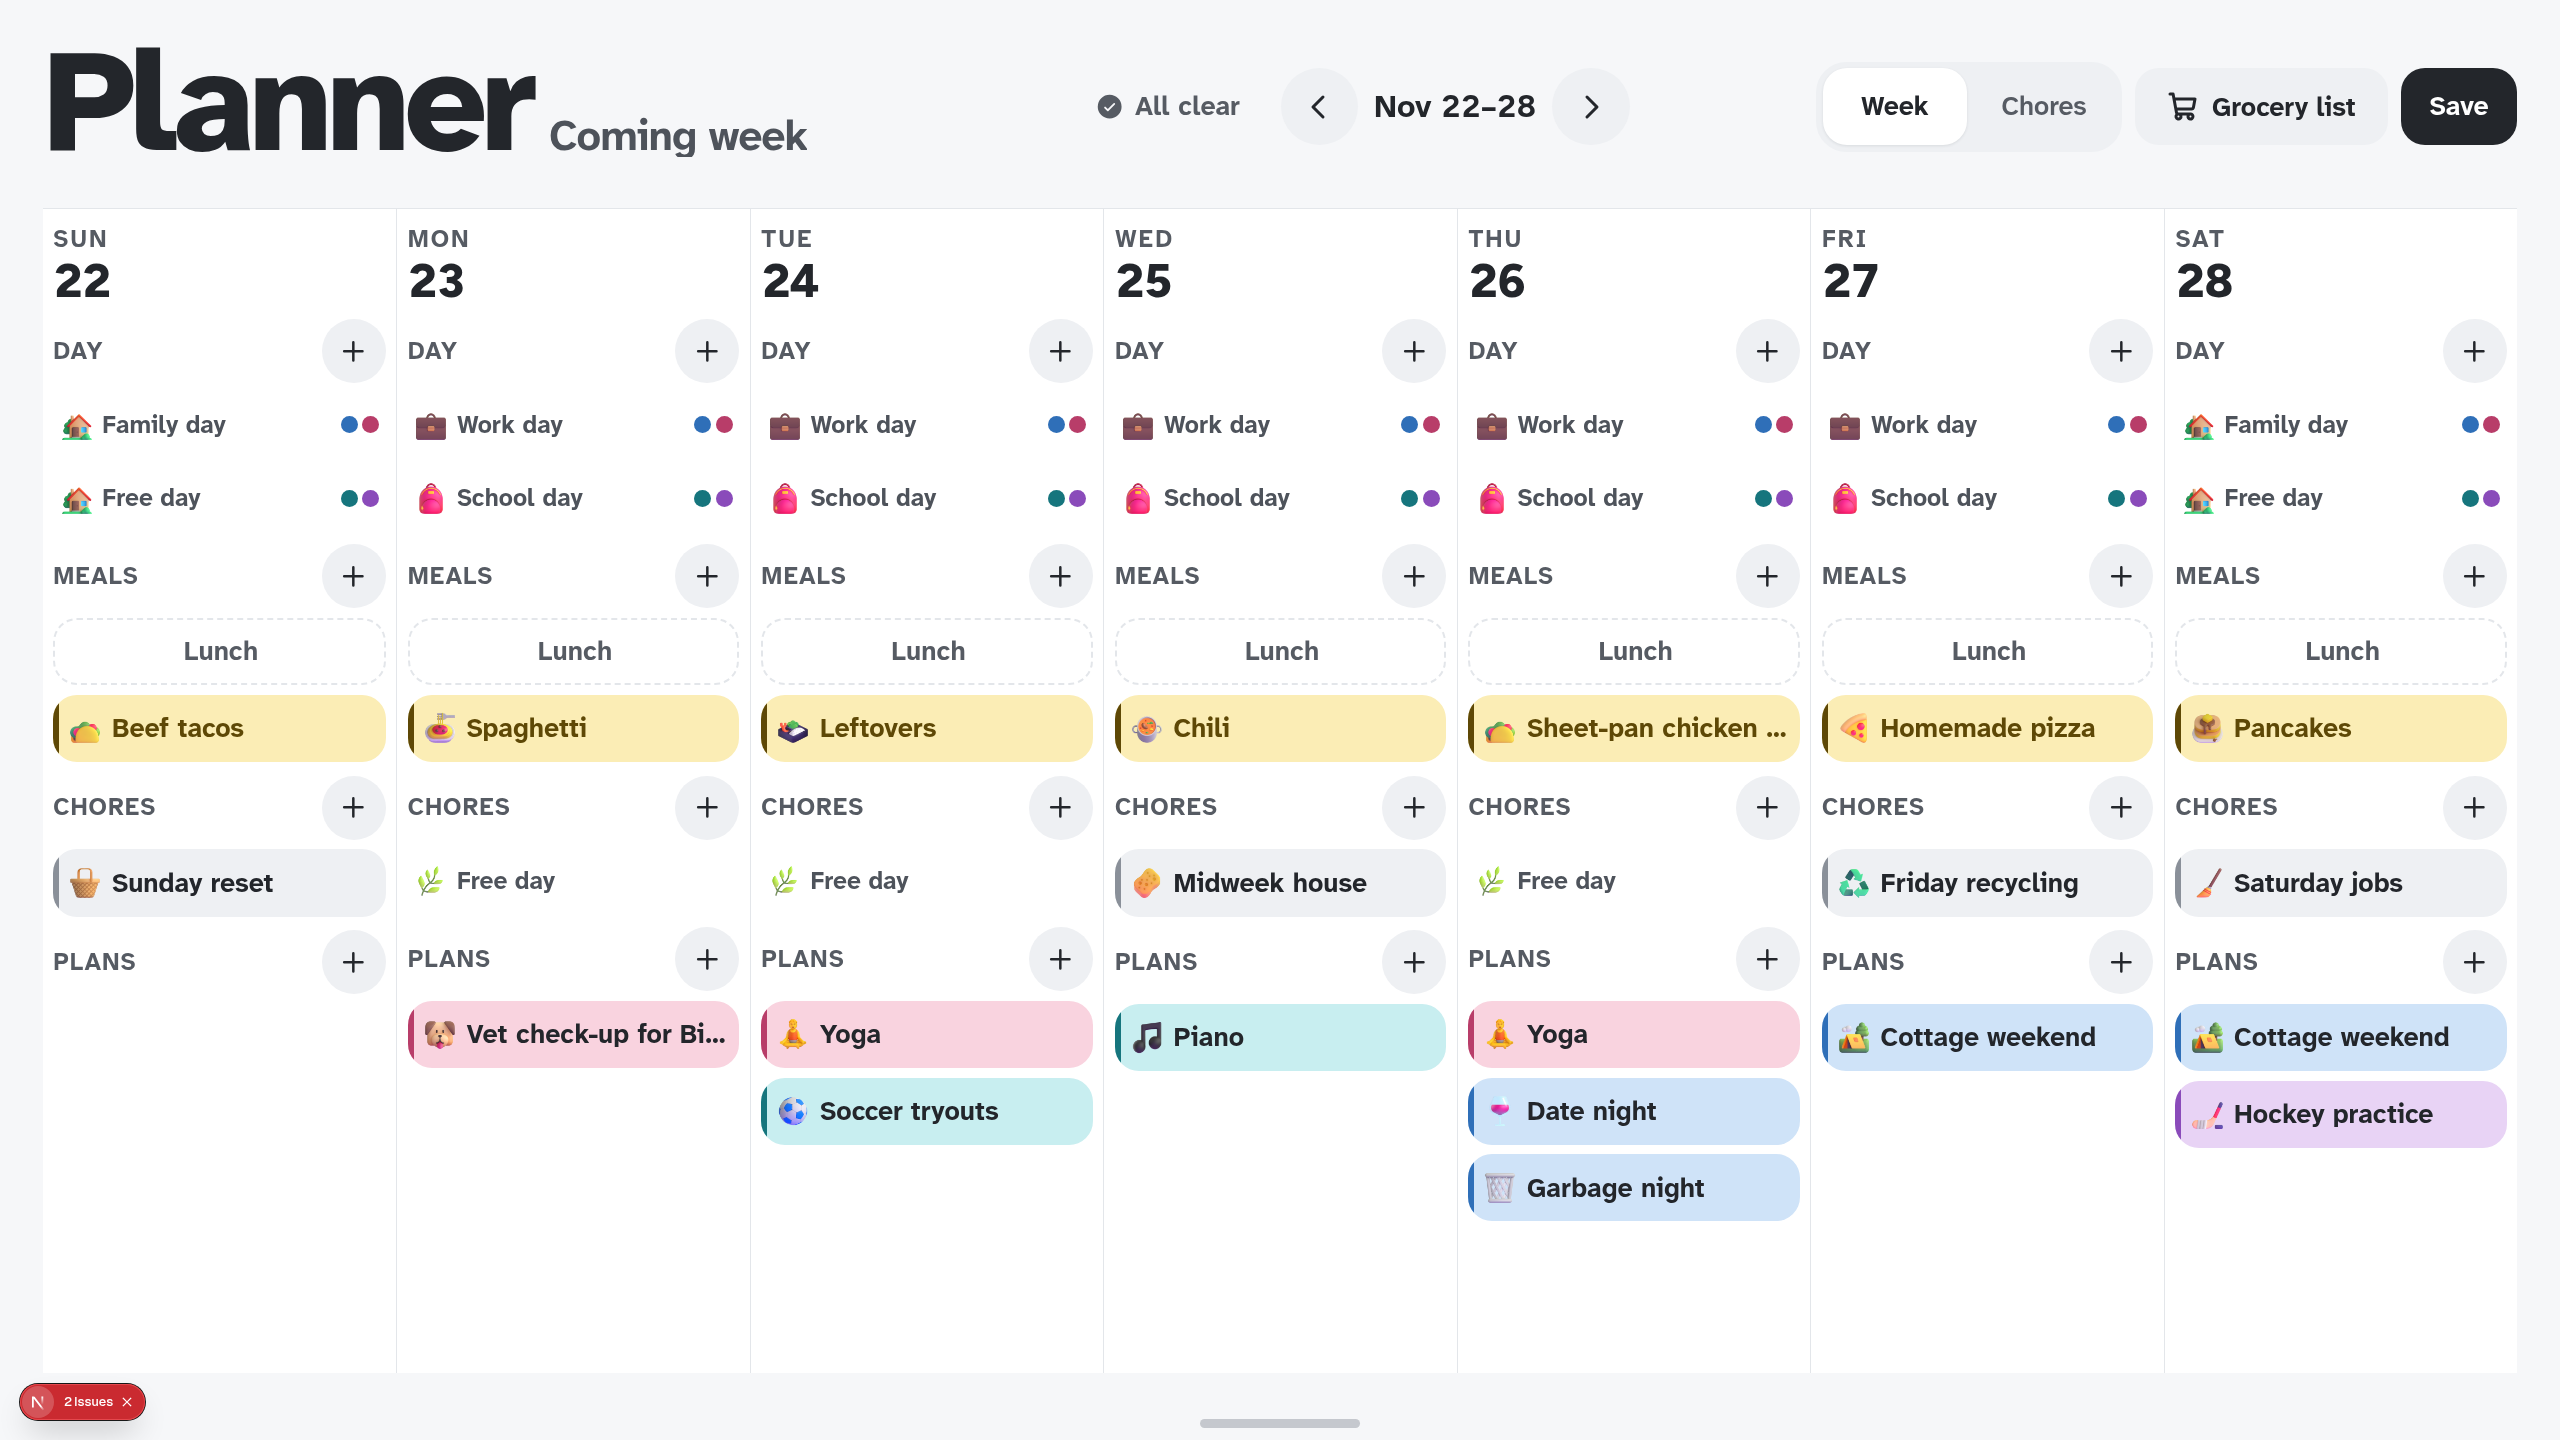 Planner Coming week
All clear
Nov 22–28
Week
Chores
Grocery list
Save
SUN
22
DAY
Family day
Free day
MEALS
Lunch
Beef tacos
CHORES
Sunday reset
PLANS
MON
23
DAY
Work day
School day
MEALS
Lunch
Spaghetti
CHORES
Free day
PLANS
Vet check-up for Bi...
TUE
24
DAY
Work day
School day
MEALS
Lunch
Leftovers
CHORES
Free day
PLANS
Yoga
Soccer tryouts
WED
25
DAY
Work day
School day
MEALS
Lunch
Chili
CHORES
Midweek house
PLANS
Piano
THU
26
DAY
Work day
School day
MEALS
Lunch
Sheet-pan chicken ...
CHORES
Free day
PLANS
Yoga
Date night
Garbage night
FRI
27
DAY
Work day
School day
MEALS
Lunch
Homemade pizza
CHORES
Friday recycling
PLANS
Cottage weekend
SAT
28
DAY
Family day
Free day
MEALS
Lunch
Pancakes
CHORES
Saturday jobs
PLANS
Cottage weekend
Hockey practice
N 2 Issues